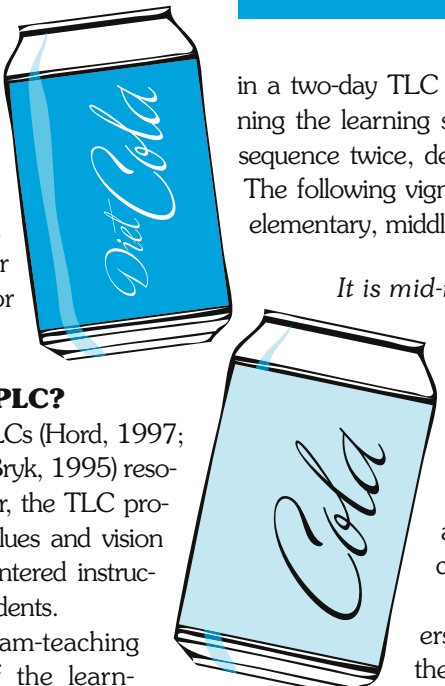 Diet Cola
in a two-day TLC
ning the learning s
sequence twice, de
The following vign
elementary, middl
It is mid-
r
or
PLC?
LCs (Hord, 1997;
Bryk, 1995) reso-
r, the TLC pro-
lues and vision
ntered instruc-
dents.
am-teaching
f the learn-
Cola
a
c
ers
the